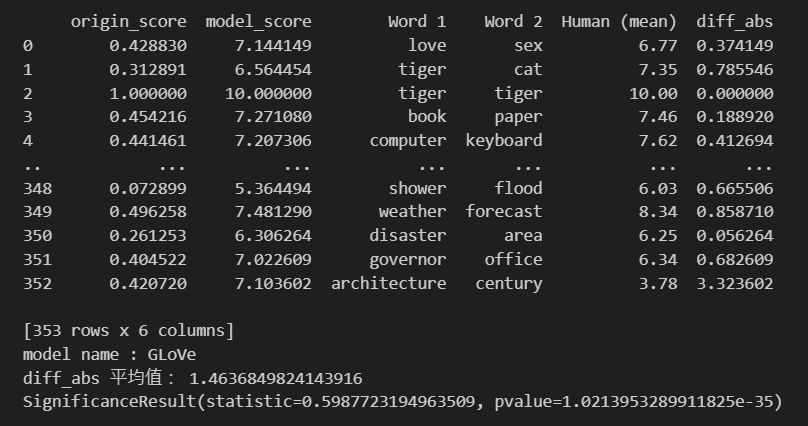 origin_score model_score Word 1 Word 2 Human (mean) diff_abs
0 0.428830 7.144149 love sex 6.77 0.374149
1 0.312891 6.564454 tiger cat 7.35 0.785546
2 1.000000 10.000000 tiger tiger 10.00 0.000000
3 0.454216 7.271080 book paper 7.46 0.188920
4 0.441461 7.207306 computer keyboard 7.62 0.412694
.. ... ... ... ... ... ...
348 0.072899 5.364494 shower flood 6.03 0.665506
349 0.496258 7.481290 weather forecast 8.34 0.858710
350 0.261253 6.306264 disaster area 6.25 0.056264
351 0.404522 7.022609 governor office 6.34 0.682609
352 0.420720 7.103602 architecture century 3.78 3.323602
[353 rows x 6 columns]
model name : GLoVe
diff_abs 平均值： 1.4636849824143916
SignificanceResult(statistic=0.5987723194963509, pvalue=1.0213953289911825e-35)